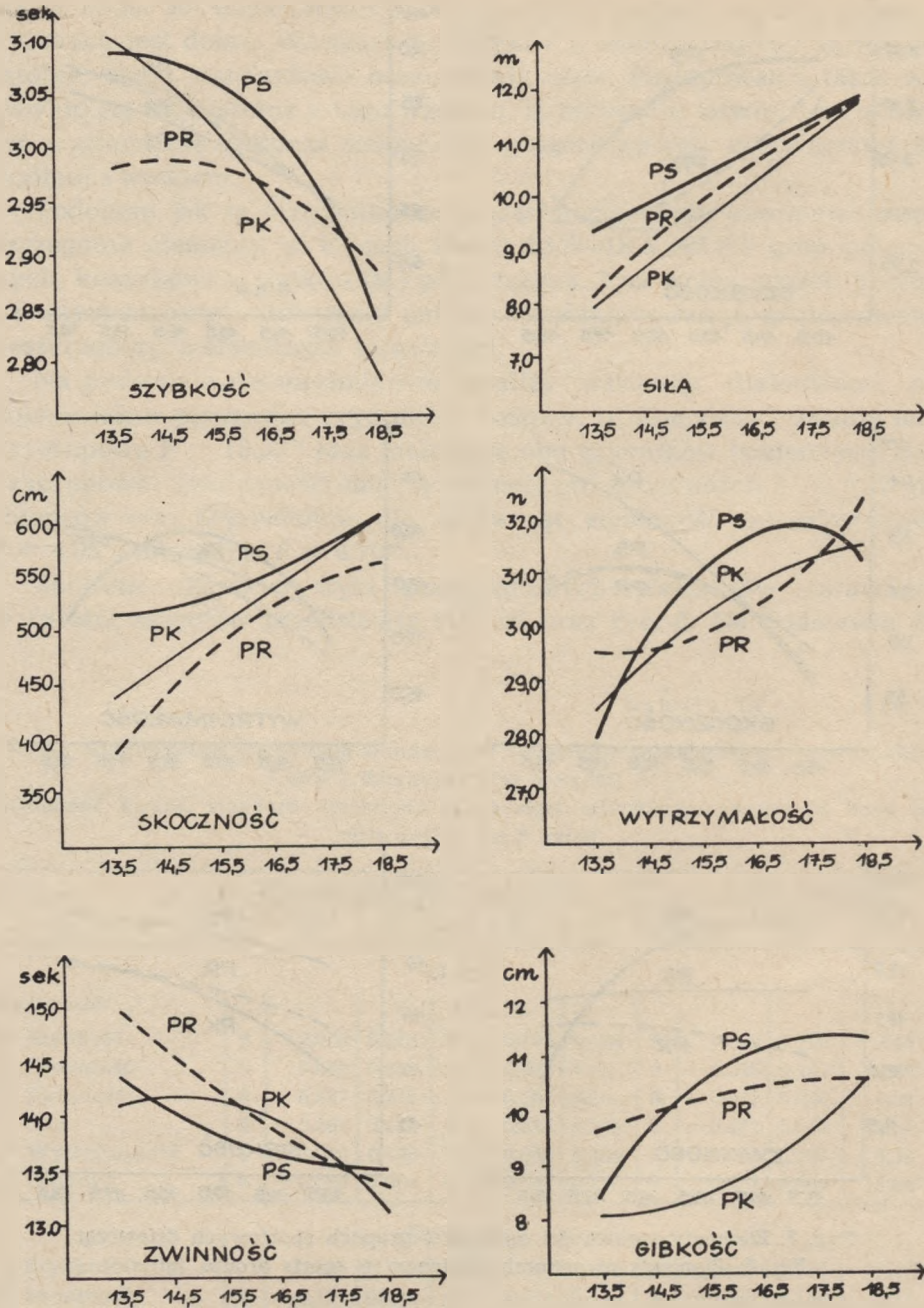 sek
3,10
3,05
3,00
2,95
2,90
2,85
2,80
PS
PR
PK
SZYBKOŚĆ
13,5 14,5 15,5 16,5 17,5 18,5
m
12,0
11,0
10,0
9,0
8,0
7,0
PS
PR
PK
SIŁA
13,5 14,5 15,5 16,5 17,5 18,5
cm
600
550
500
450
400
350
PS
PK
PR
SKOCZNOŚĆ
13,5 14,5 15,5 16,5 17,5 18,5
n
32,0
31,0
30,0
29,0
28,0
27,0
PS
PK
PR
WYTRZYMAŁOŚĆ
13,5 14,5 15,5 16,5 17,5 18,5
sek
15,0
14,5
14,0
13,5
13,0
PR
PK
PS
ZWINNOŚĆ
13,5 14,5 15,5 16,5 17,5 18,5
cm
12
11
10
9
8
PS
PR
PK
GIBKOŚĆ
13,5 14,5 15,5 16,5 17,5 18,5